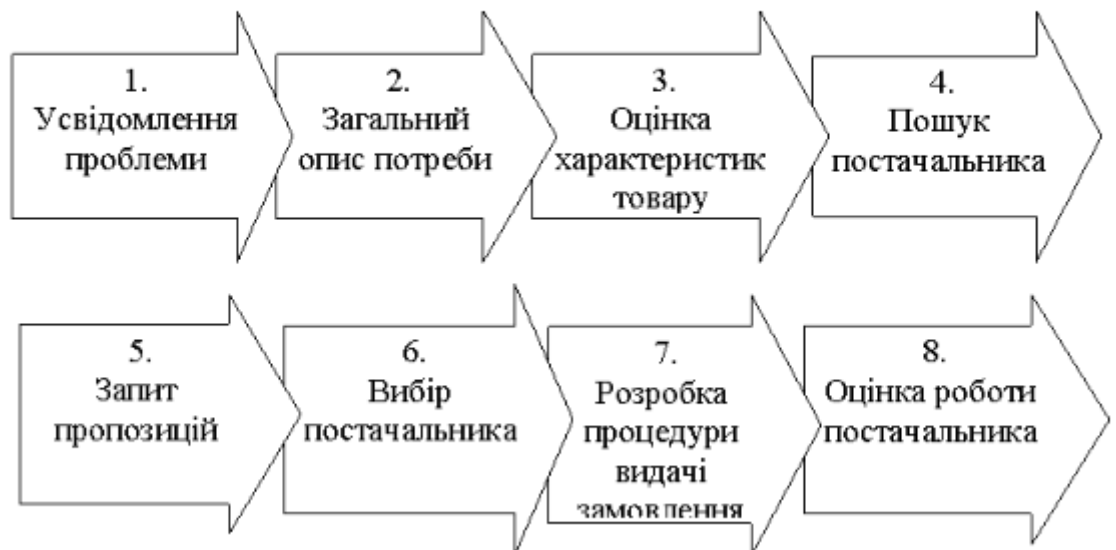 1.
Усвідомлення
проблеми
2.
Загальний
опис потреби
3.
Оцінка
характеристик
товару
4.
Пошук
постачальника
5.
Запит
пропозицій
6.
Вибір
постачальника
7.
Розробка
процедури
видачі
замовлення
8.
Оцінка роботи
постачальника